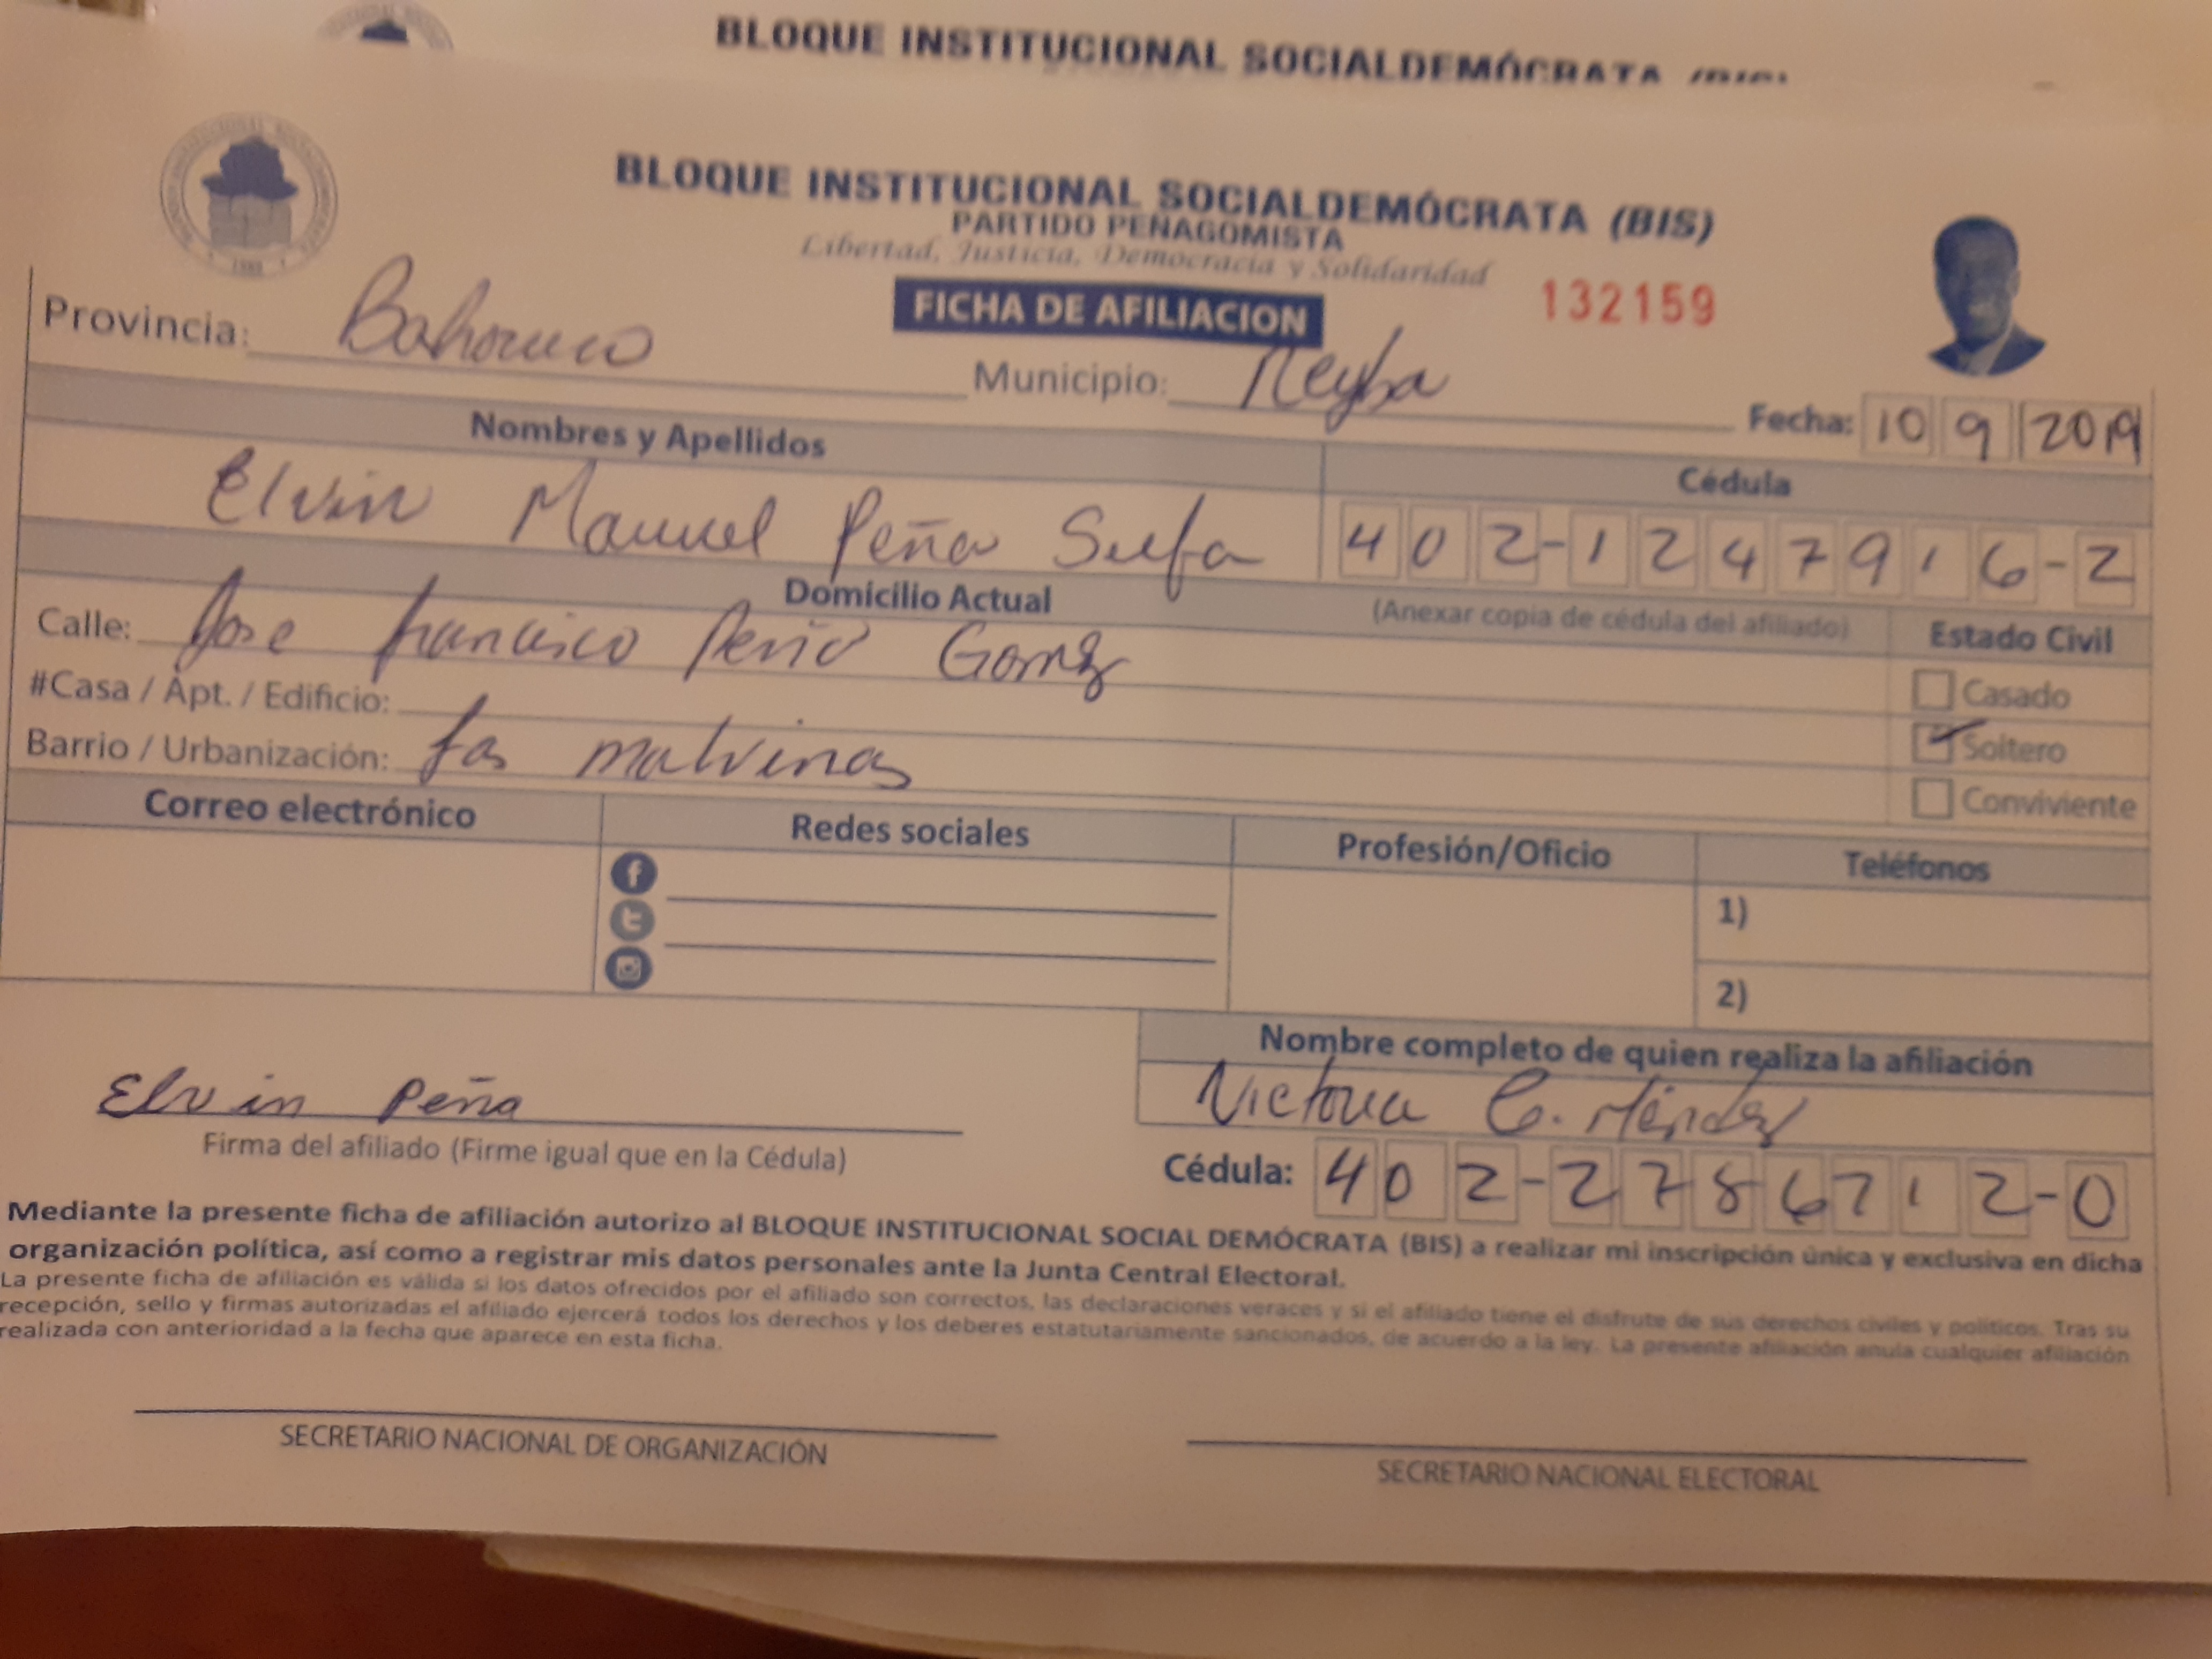 BLOQUE INSTITUCIONAL SOCIALDEMÓCRATA (BIS)
BLOQUE INSTITUCIONAL SOCIALDEMÓCRATA (BIS)
PARTIDO PEÑAGOMISTA
Libertad, Justicia, Democracia y Solidaridad
FICHA DE AFILIACION
132159
Provincia: Bahoruco
Municipio: Neyba
Fecha: 10 9 2019
Nombres y Apellidos
Cédula
Elvin Manuel Peña
402-1247916-2
Domicilio Actual
(Anexar copia de cédula del afiliado)
Estado Civil
Calle: Jose francisco Peña Gomez
Casado
#Casa / Apt. / Edificio:
Soltero
Barrio / Urbanización: las malvinas
Conviviente
Correo electrónico
Redes sociales
Profesión/Oficio
Teléfonos
1)
2)
Nombre completo de quien realiza la afiliación
Victoria G. Méndez
Elvin Peña
Firma del afiliado (Firme igual que en la Cédula)
Cédula: 402-2786712-0
Mediante la presente ficha de afiliación autorizo al BLOQUE INSTITUCIONAL SOCIAL DEMÓCRATA (BIS) a realizar mi inscripción única y exclusiva en dicha
organización política, así como a registrar mis datos personales ante la Junta Central Electoral.
La presente ficha de afiliación es válida si los datos ofrecidos por el afiliado son correctos, las declaraciones veraces y si el afiliado tiene el disfrute de sus derechos civiles y políticos. Tras su
recepción, sello y firmas autorizadas el afiliado ejercerá todos los derechos y los deberes estatutariamente sancionados, de acuerdo a la ley. La presente afiliación anula cualquier afiliación
realizada con anterioridad a la fecha que aparece en esta ficha.
SECRETARIO NACIONAL DE ORGANIZACIÓN
SECRETARIO NACIONAL ELECTORAL